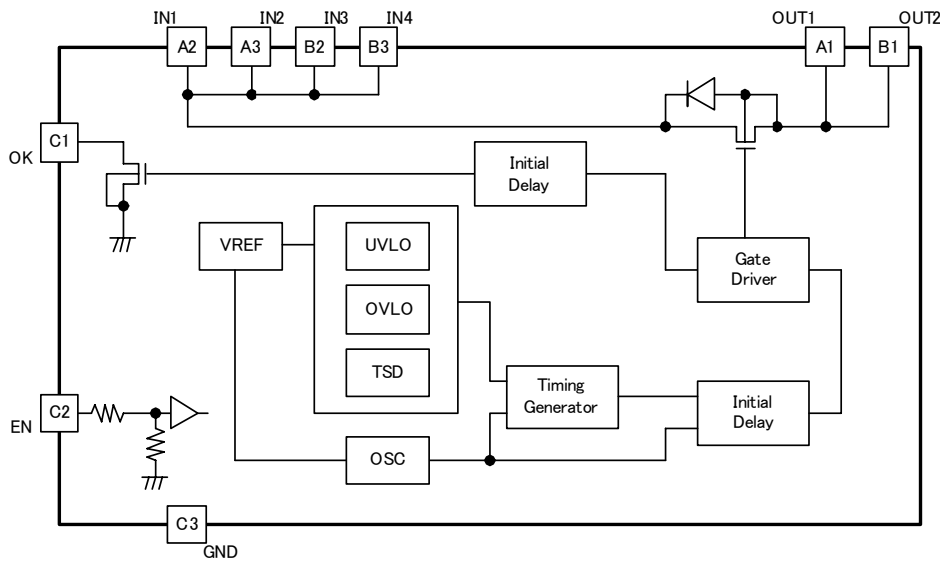 IN1
IN2
IN3
IN4
OUT1
OUT2
A2
A3
B2
B3
A1
B1
C1
OK
Initial
Delay
VREF
UVLO
OVLO
TSD
Gate
Driver
Timing
Generator
Initial
Delay
C2
EN
OSC
C3
GND